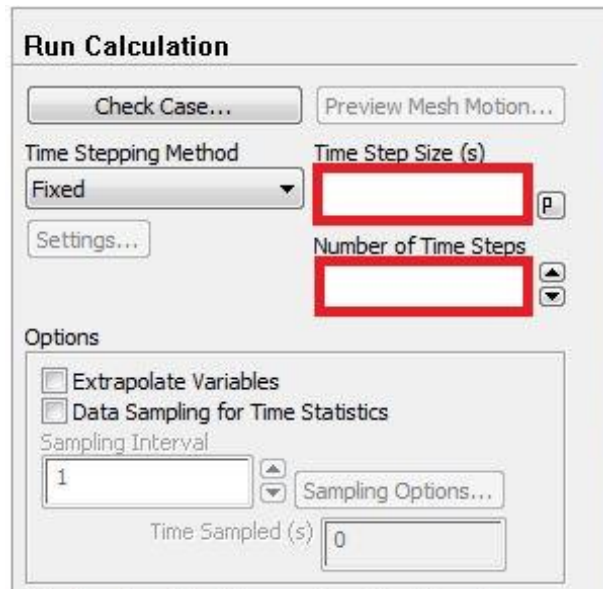 Run Calculation
Check Case... Preview Mesh Motion...
Time Stepping Method Time Step Size (s)
Fixed P
Settings... Number of Time Steps
Options
Extrapolate Variables
Data Sampling for Time Statistics
Sampling Interval
1 Sampling Options...
Time Sampled (s) 0